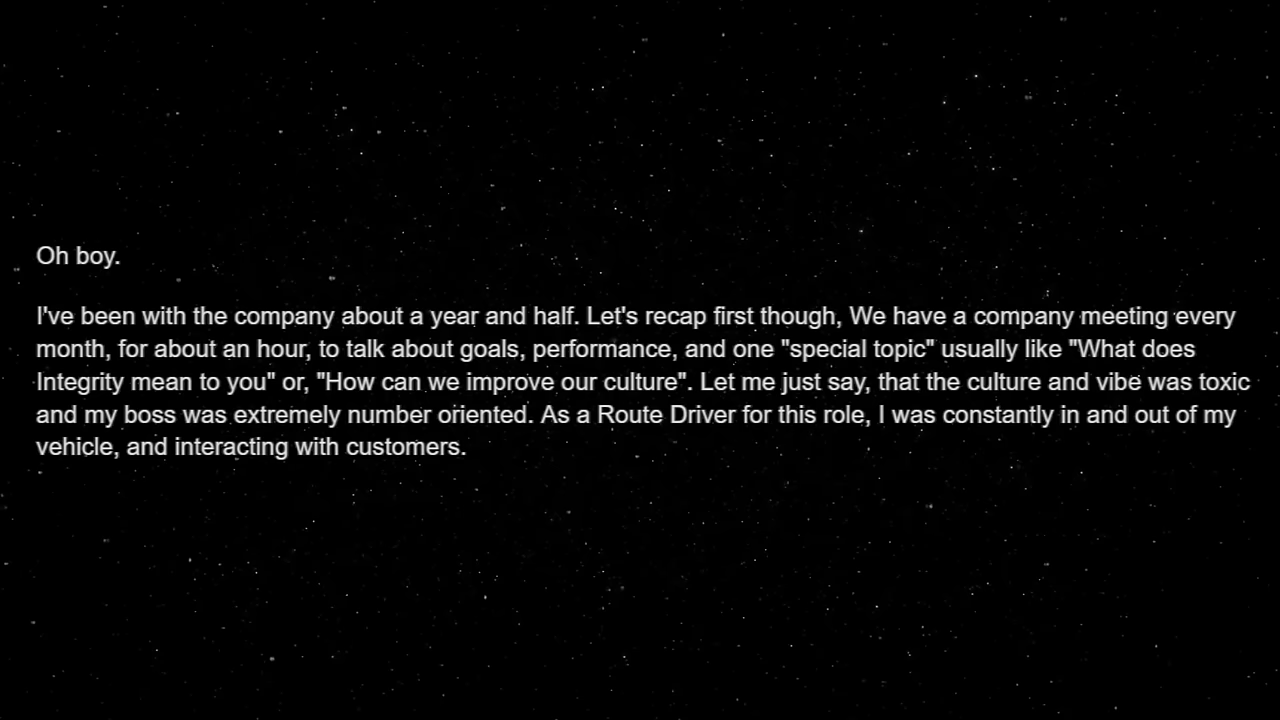 Oh boy.
I've been with the company about a year and half. Let's recap first though, We have a company meeting every
month, for about an hour, to talk about goals, performance, and one "special topic" usually like "What does
Integrity mean to you" or, "How can we improve our culture". Let me just say, that the culture and vibe was toxic
and my boss was extremely number oriented. As a Route Driver for this role, I was constantly in and out of my
vehicle, and interacting with customers.